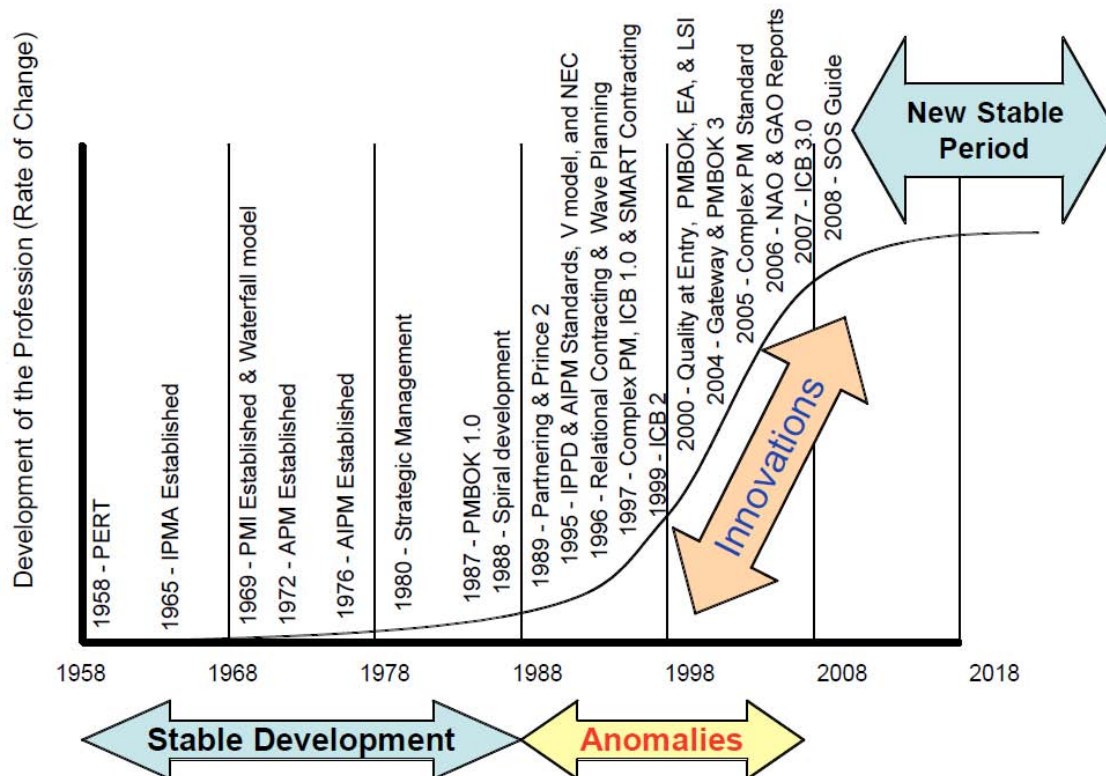 Development of the Profession (Rate of Change)
1958 - PERT
1965 - IPMA Established
1969 - PMI Established & Waterfall model
1972 - APM Established
1976 - AIPM Established
1980 - Strategic Management
1987 - PMBOK 1.0
1988 - Spiral development
1989 - Partnering & Prince 2
1995 - IPPD & AIPM Standards, V model, and NEC
1996 - Relational Contracting & Wave Planning
1997 - Complex PM, ICB 1.0 & SMART Contracting
1999 - ICB 2
2000 - Quality at Entry, PMBOK, EA, & LSI
2004 - Gateway & PMBOK 3
2005 - Complex PM Standard
2006 - NAO & GAO Reports
2007 - ICB 3.0
2008 - SOS Guide
New Stable
Period
Innovations
1958 1968 1978 1988 1998 2008 2018
Stable Development
Anomalies